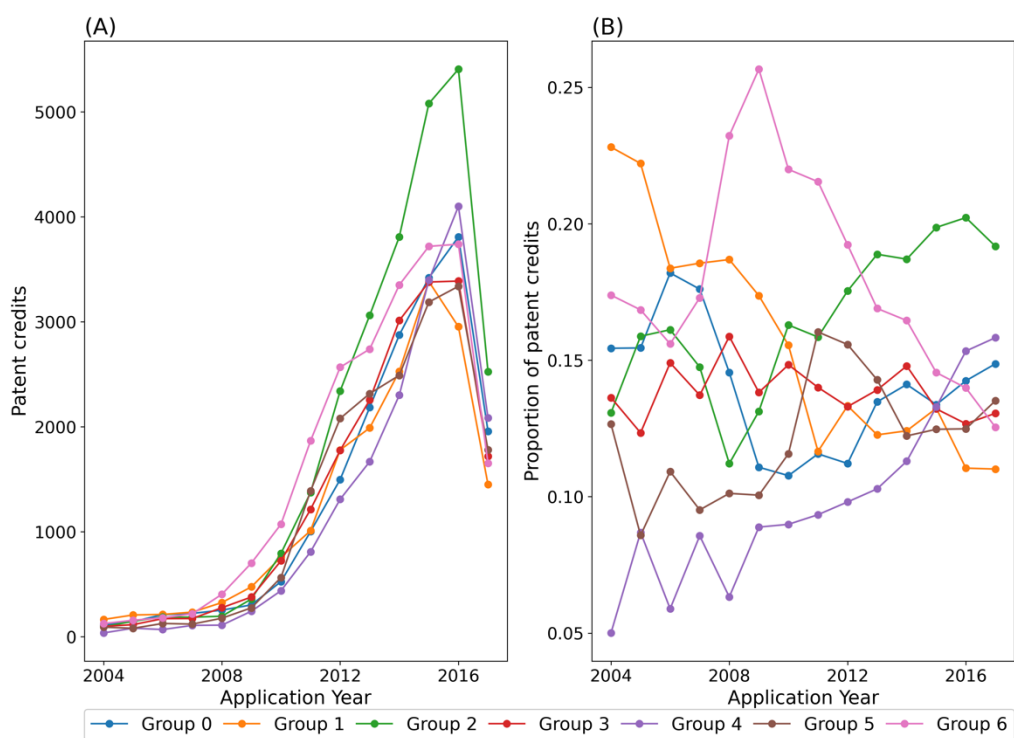 (A)
Patent credits
5000
4000
3000
2000
1000
0
2004
2008
2012
2016
Application Year
(B)
Proportion of patent credits
0.25
0.20
0.15
0.10
0.05
2004
2008
2012
2016
Application Year
Group 0
Group 1
Group 2
Group 3
Group 4
Group 5
Group 6